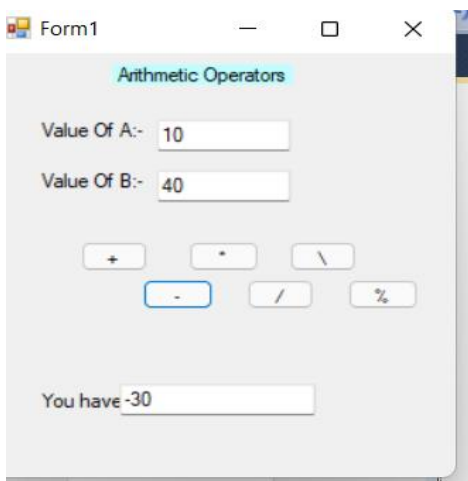 Form1
Arithmetic Operators
Value Of A:- 10
Value Of B:- 40
+ * \
- / %
You have -30